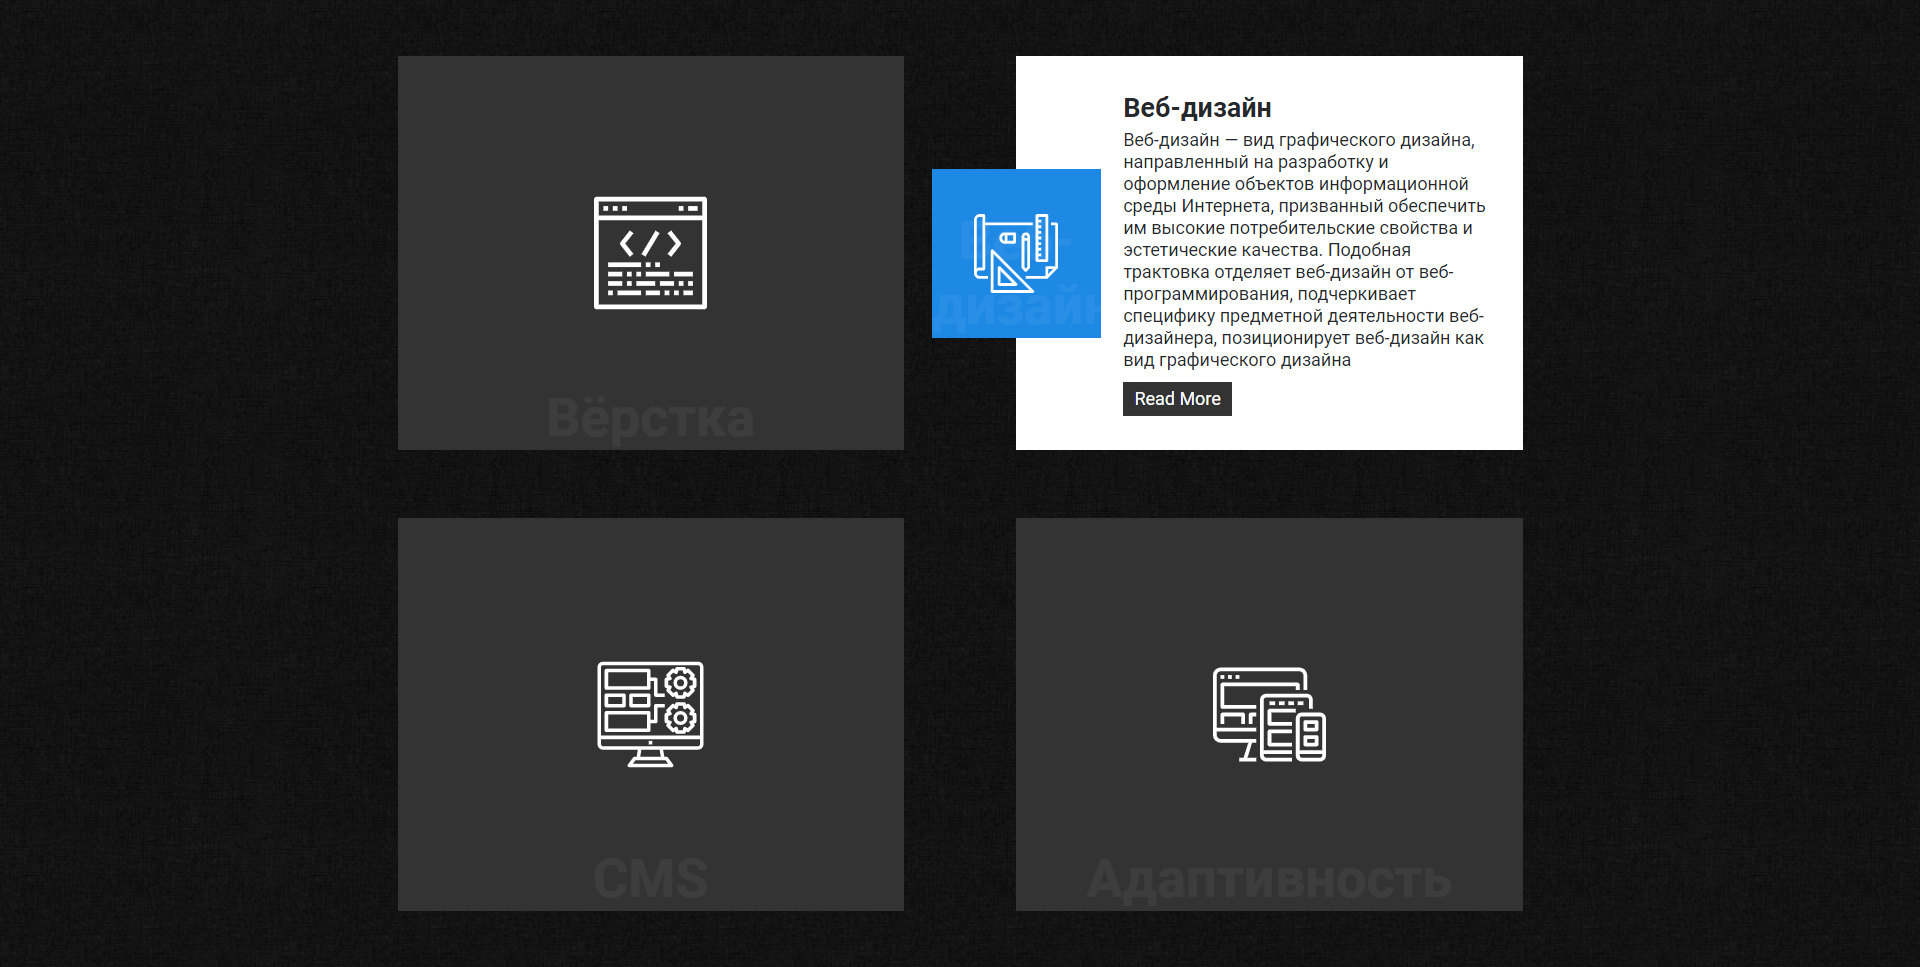 Вёрстка
Веб-дизайн
Веб-дизайн — вид графического дизайна,
направленный на разработку и
оформление объектов информационной
среды Интернета, призванный обеспечить
им высокие потребительские свойства и
эстетические качества. Подобная
трактовка отделяет веб-дизайн от веб-
программирования, подчеркивает
специфику предметной деятельности веб-
дизайнера, позиционирует веб-дизайн как
вид графического дизайна
Read More
дизайн
CMS
Адаптивность